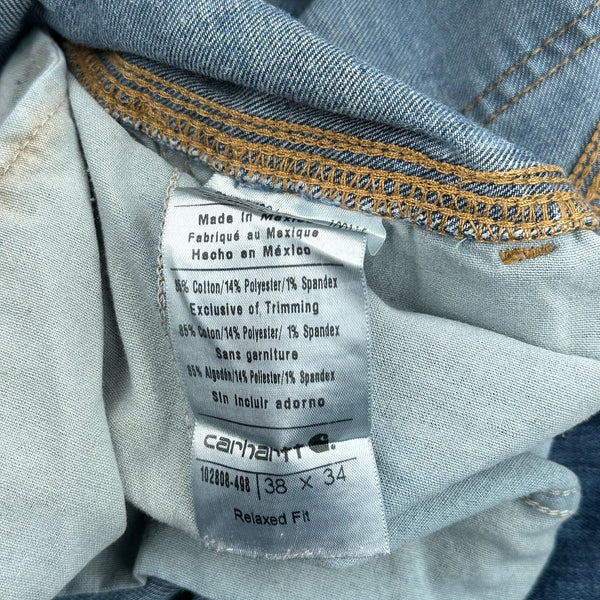 Made in Mexico
Fabriqué au Mexique
Hecho en México
85% Cotton/14% Polyester/1% Spandex
Exclusive of Trimming
85% Coton/14% Polyester/ 1% Spandex
Sans garniture
85% Algodón/14% Poliester/1% Spandex
Sin incluir adorno
carhartt
102808-498 38 x 34
Relaxed Fit